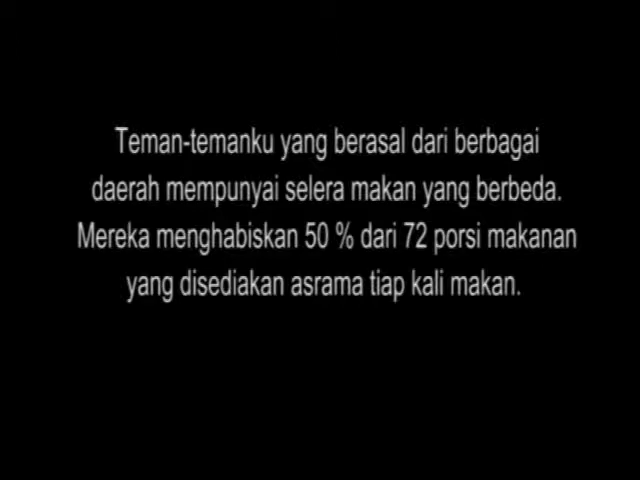 Teman-temanku yang berasal dari berbagai
daerah mempunyai selera makan yang berbeda.
Mereka menghabiskan 50 % dari 72 porsi makanan
yang disediakan asrama tiap kali makan.